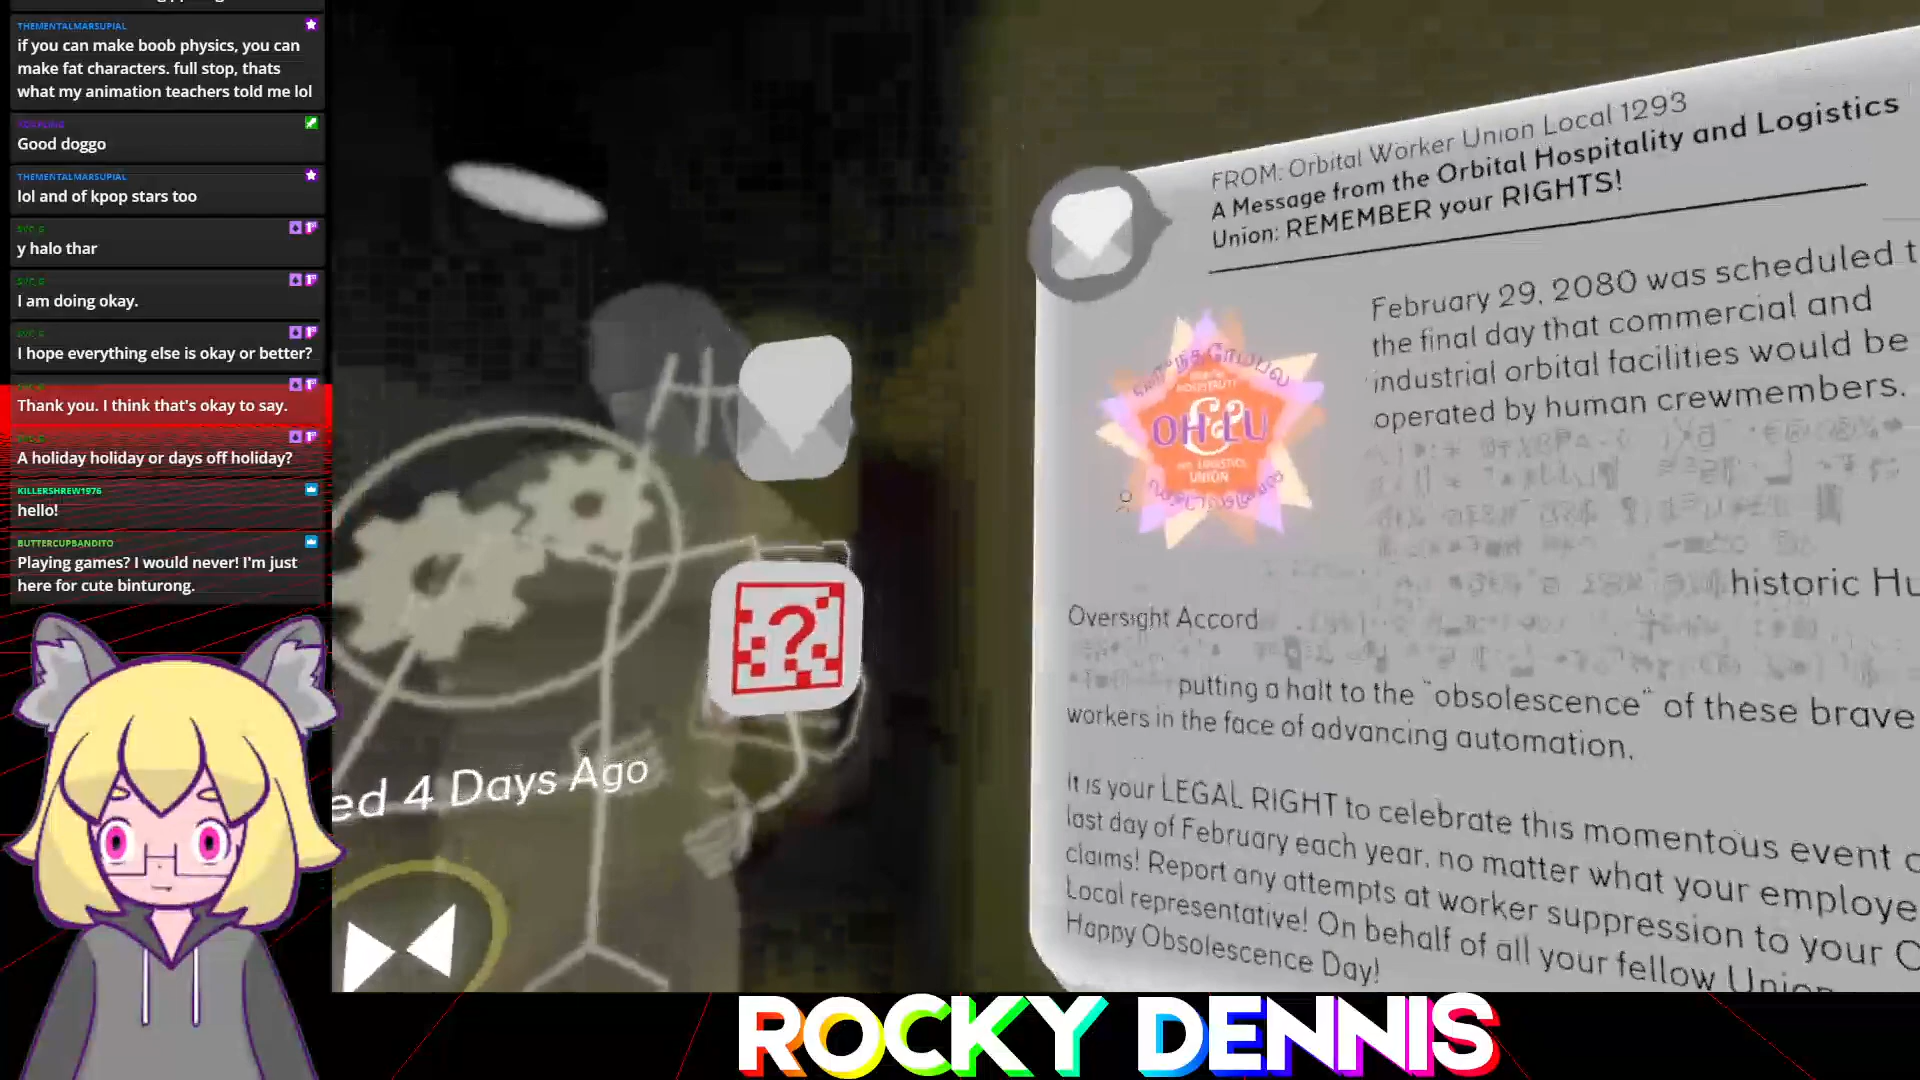 THEMENTALMARSUPIAL
if you can make boob physics, you can
make fat characters. full stop, thats
what my animation teachers told me lol
Good doggo
THEMENTALMARSUPIAL
lol and of kpop stars too
y halo thar
I am doing okay.
I hope everything else is okay or better?
Thank you. I think that's okay to say.
A holiday holiday or days off holiday?
KILLERSHREW1976
hello!
BUTTERCUPBANDITO
Playing games? I would never! I'm just
here for cute binturong.
H
?
ed 4 Days Ago
FROM: Orbital Worker Union Local 1293
A Message from the Orbital Hospitality and Logistics
Union: REMEMBER your RIGHTS!
OH&LU
UNION
February 29, 2080 was scheduled t
the final day that commercial and
industrial orbital facilities would be
operated by human crewmembers.
historic Hu
Oversight Accord
putting a halt to the "obsolescence" of these brave
workers in the face of advancing automation.
It is your LEGAL RIGHT to celebrate this momentous event o
last day of February each year, no matter what your employe
claims! Report any attempts at worker suppression to your O
Local representative! On behalf of all your fellow Union
Happy Obsolescence Day!
ROCKY DENNIS